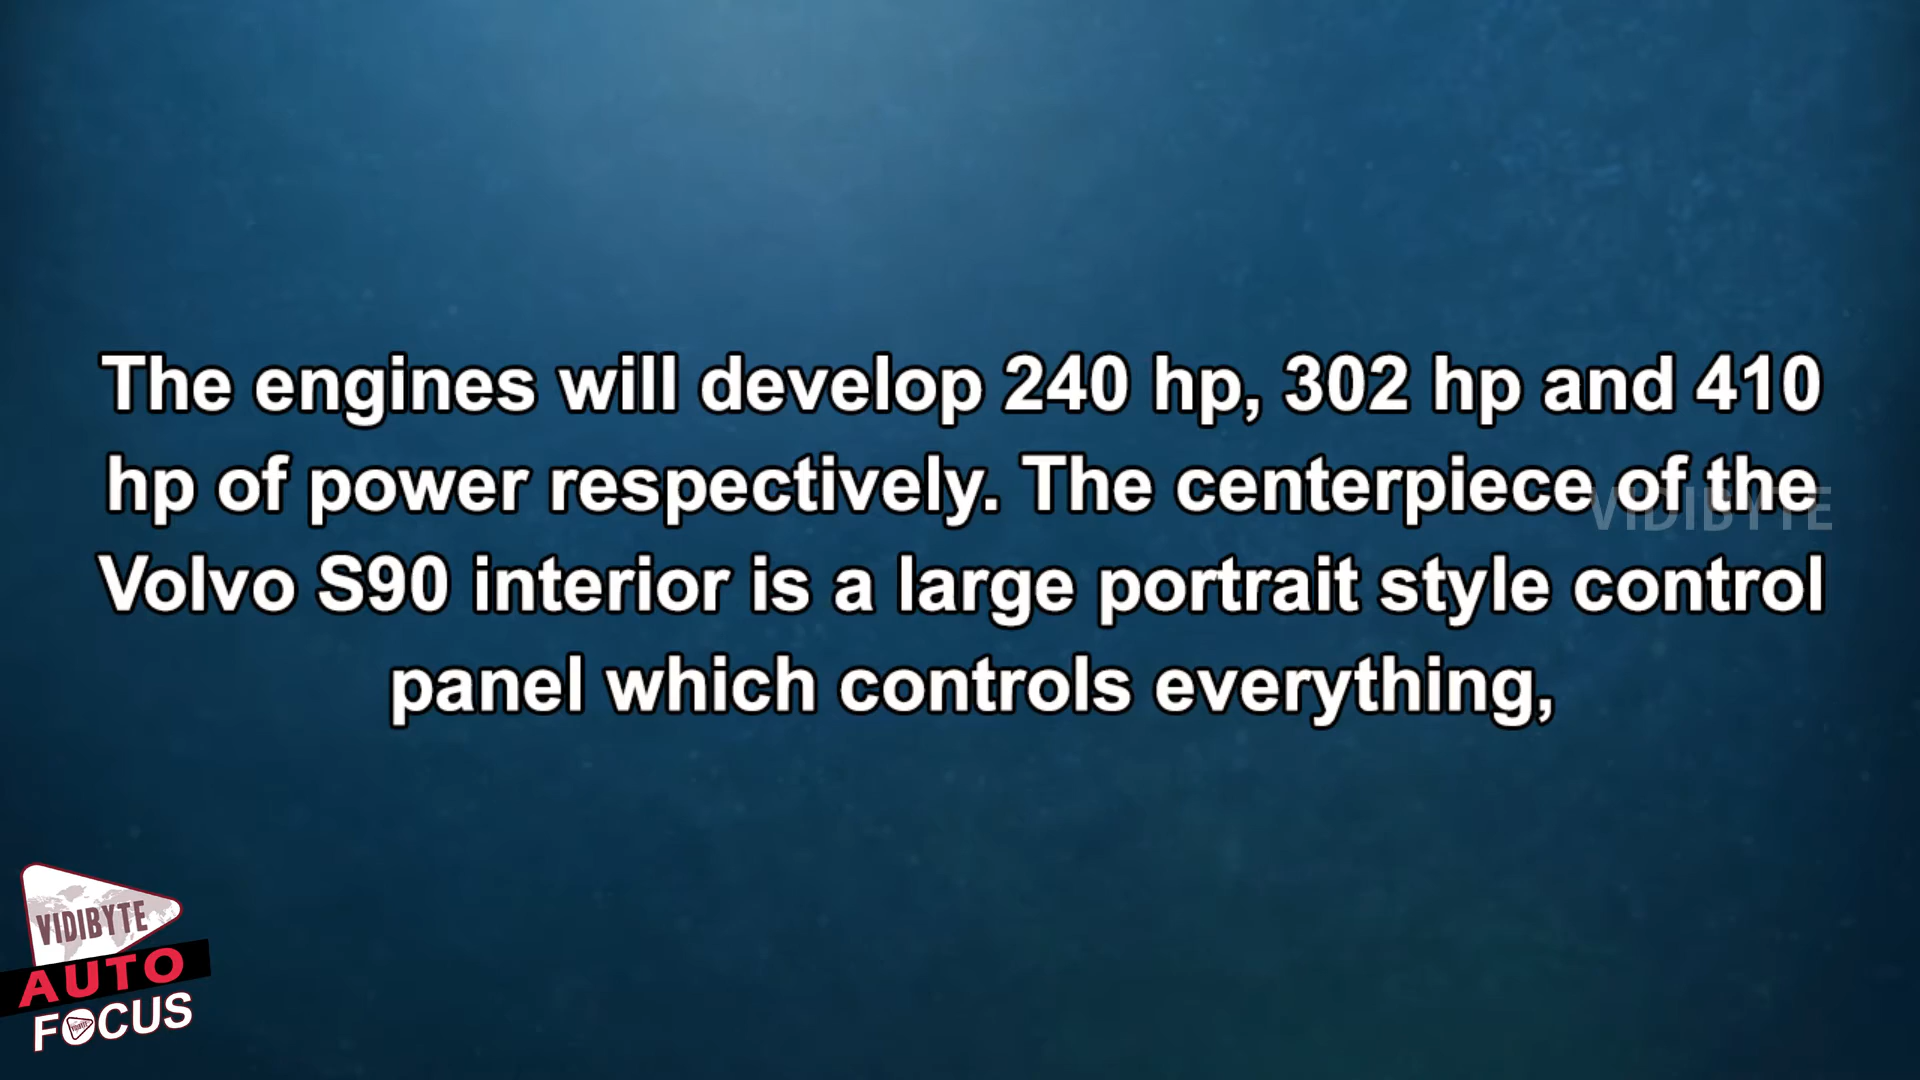 The engines will develop 240 hp, 302 hp and 410
hp of power respectively. The centerpiece of the
Volvo S90 interior is a large portrait style control
panel which controls everything,
VIDIBYTE
VIDIBYTE
AUTO
FOCUS